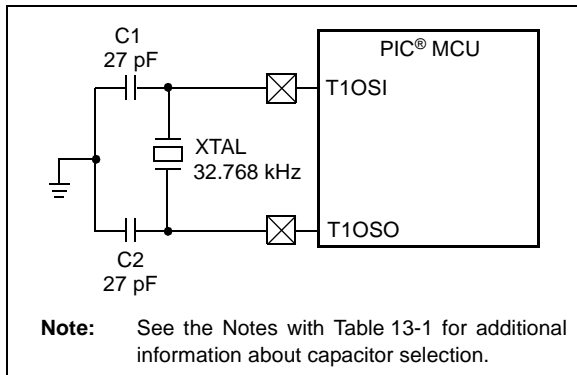 C1
27 pF
PIC® MCU
T1OSI
XTAL
32.768 kHz
T1OSO
C2
27 pF
Note: See the Notes with Table 13-1 for additional
information about capacitor selection.